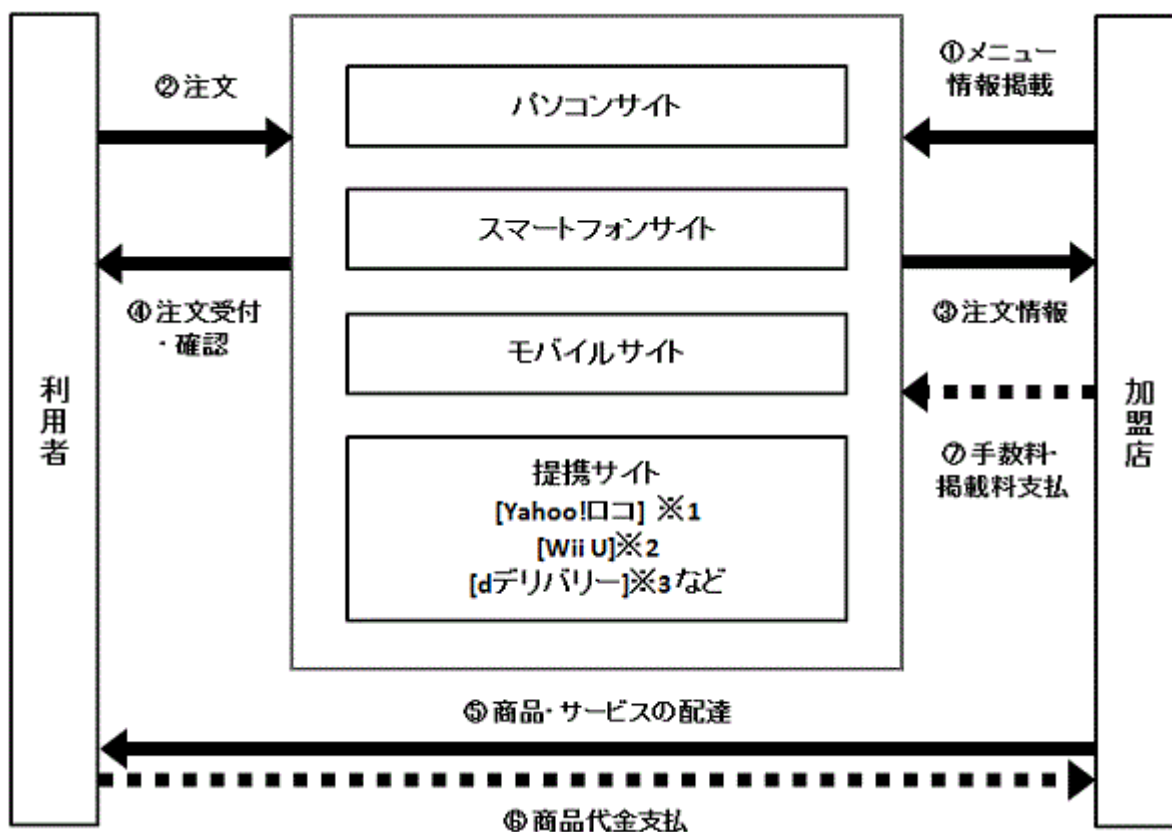 ②注文
①メニュー
情報掲載
パソコンサイト
スマートフォンサイト
④注文受付
・確認
③注文情報
モバイルサイト
利用者
加盟店
⑦手数料・
掲載料支払
提携サイト
[Yahoo!ロコ] ※1
[Wii U]※2
[dデリバリー]※3など
⑤商品・サービスの配達
⑥商品代金支払